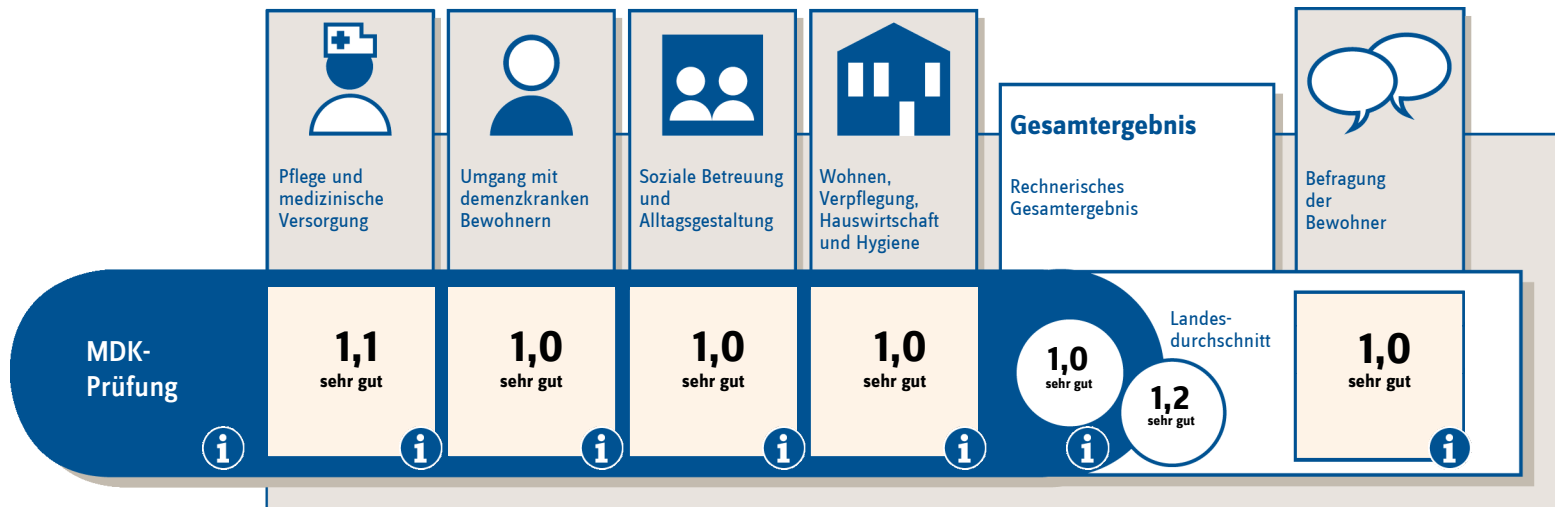 Pflege und
medizinische
Versorgung
Umgang mit
demenzkranken
Bewohnern
Soziale Betreuung
und
Alltagsgestaltung
Wohnen,
Verpflegung,
Hauswirtschaft
und Hygiene
Gesamtergebnis
Rechnerisches
Gesamtergebnis
Befragung
der
Bewohner
MDK-
Prüfung
i
1,1
sehr gut
i
1,0
sehr gut
i
1,0
sehr gut
i
1,0
sehr gut
i
1,0
sehr gut
i
Landes-
durchschnitt
1,2
sehr gut
1,0
sehr gut
i